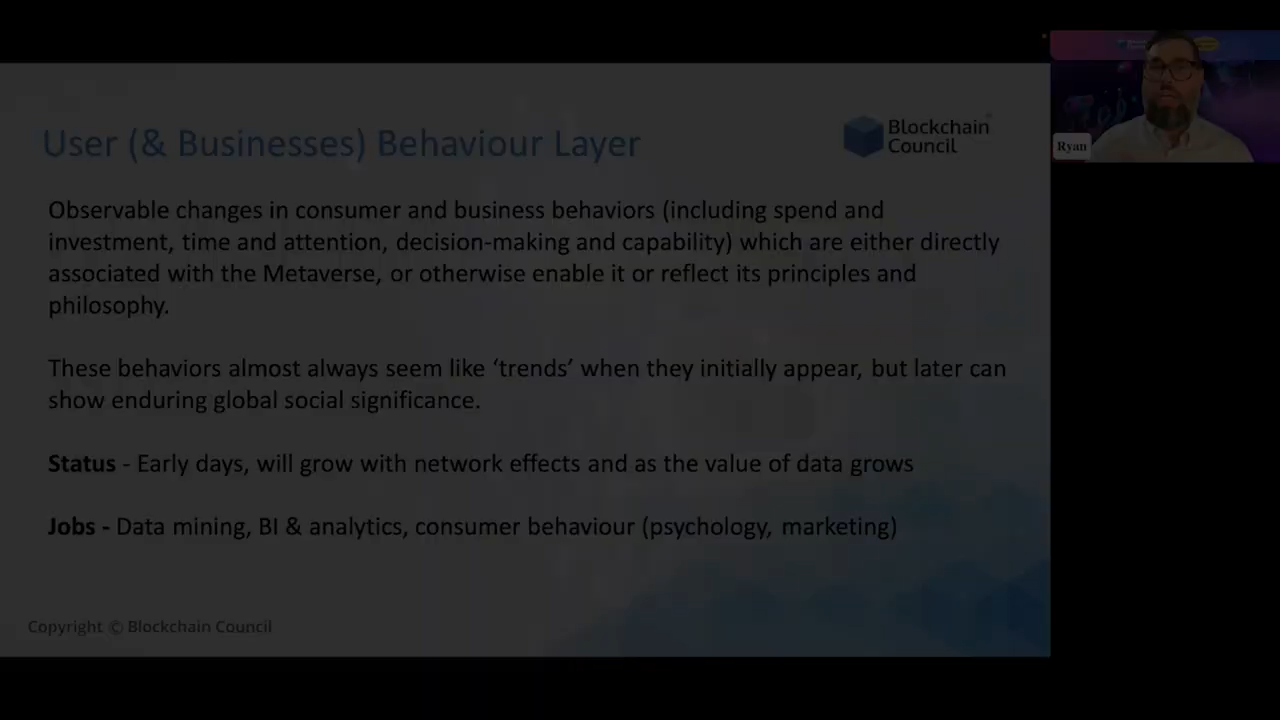 User (& Businesses) Behaviour Layer
Blockchain
Council
Ryan
Observable changes in consumer and business behaviors (including spend and
investment, time and attention, decision-making and capability) which are either directly
associated with the Metaverse, or otherwise enable it or reflect its principles and
philosophy.
These behaviors almost always seem like ‘trends’ when they initially appear, but later can
show enduring global social significance.
Status - Early days, will grow with network effects and as the value of data grows
Jobs - Data mining, BI & analytics, consumer behaviour (psychology, marketing)
Copyright © Blockchain Council